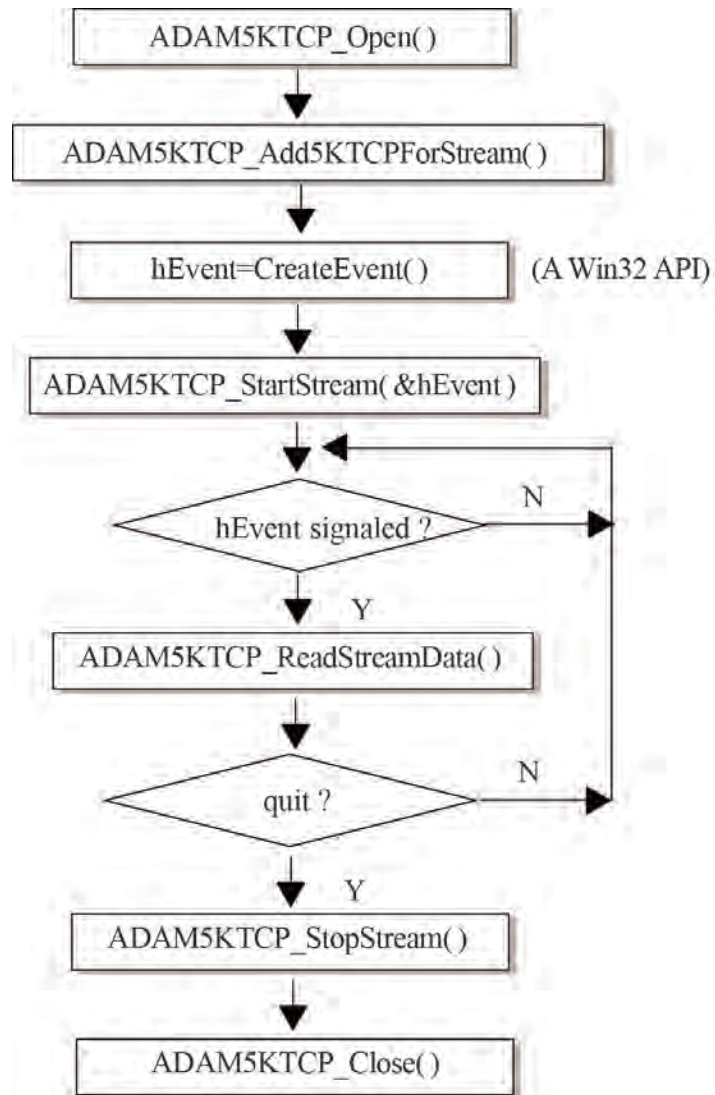 ADAM5KTCP_Open( )
ADAM5KTCP_Add5KTCPForStream( )
hEvent=CreateEvent( ) (A Win32 API)
ADAM5KTCP_StartStream( &hEvent )
hEvent signaled ?
N
Y
ADAM5KTCP_ReadStreamData( )
quit ?
N
Y
ADAM5KTCP_StopStream( )
ADAM5KTCP_Close( )